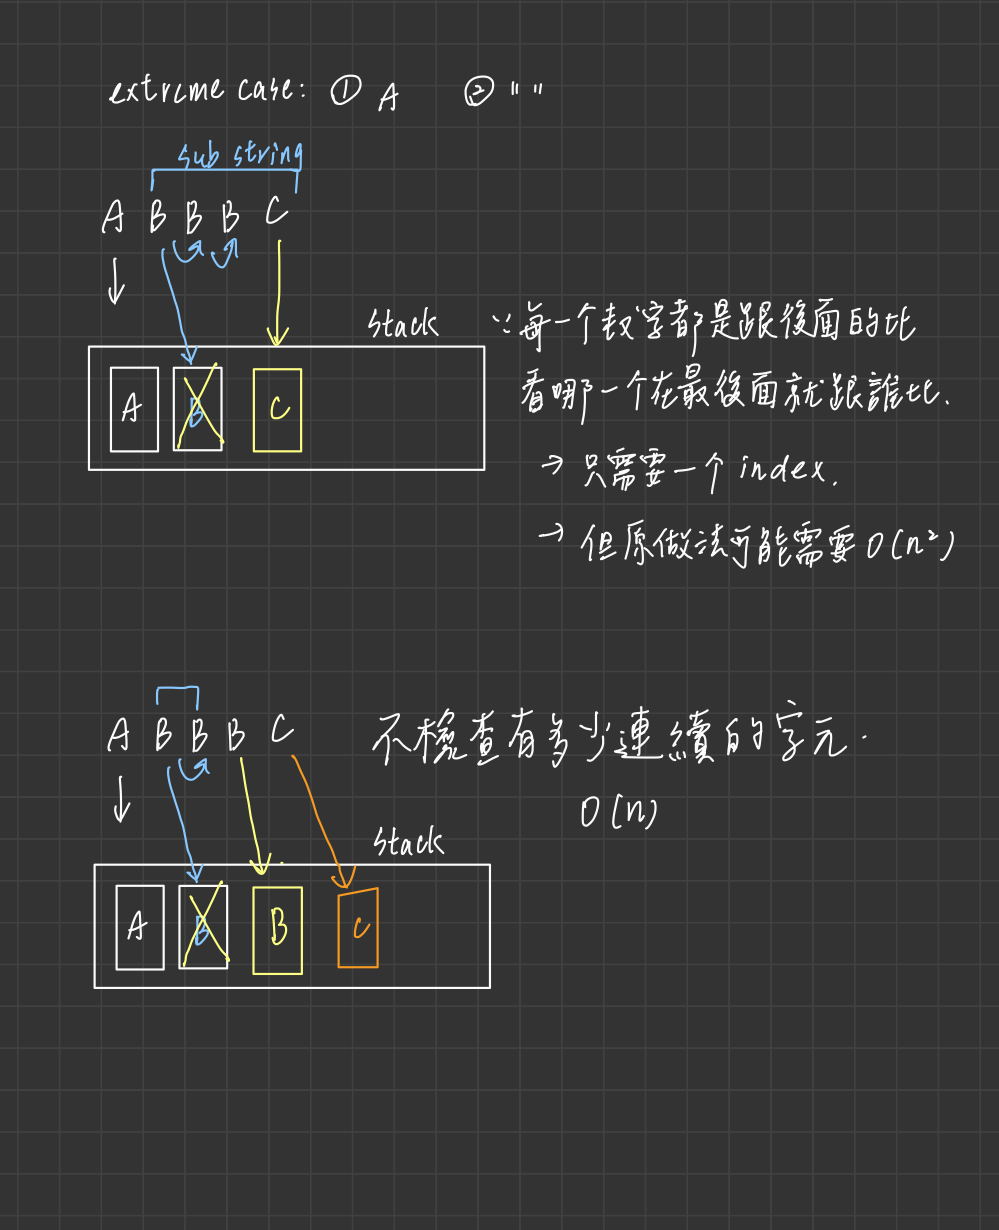 extreme case: ① A ② " "
sub string
A B B B C
stack
A B C
∵每一个数字都是跟後面的比
看哪一个在最後面就跟誰比.
→ 只需要一个 index.
→ 但原做法可能需要 O(n²)
A B B B C
不檢查有多少連續的字元.
O(n)
stack
A B B C